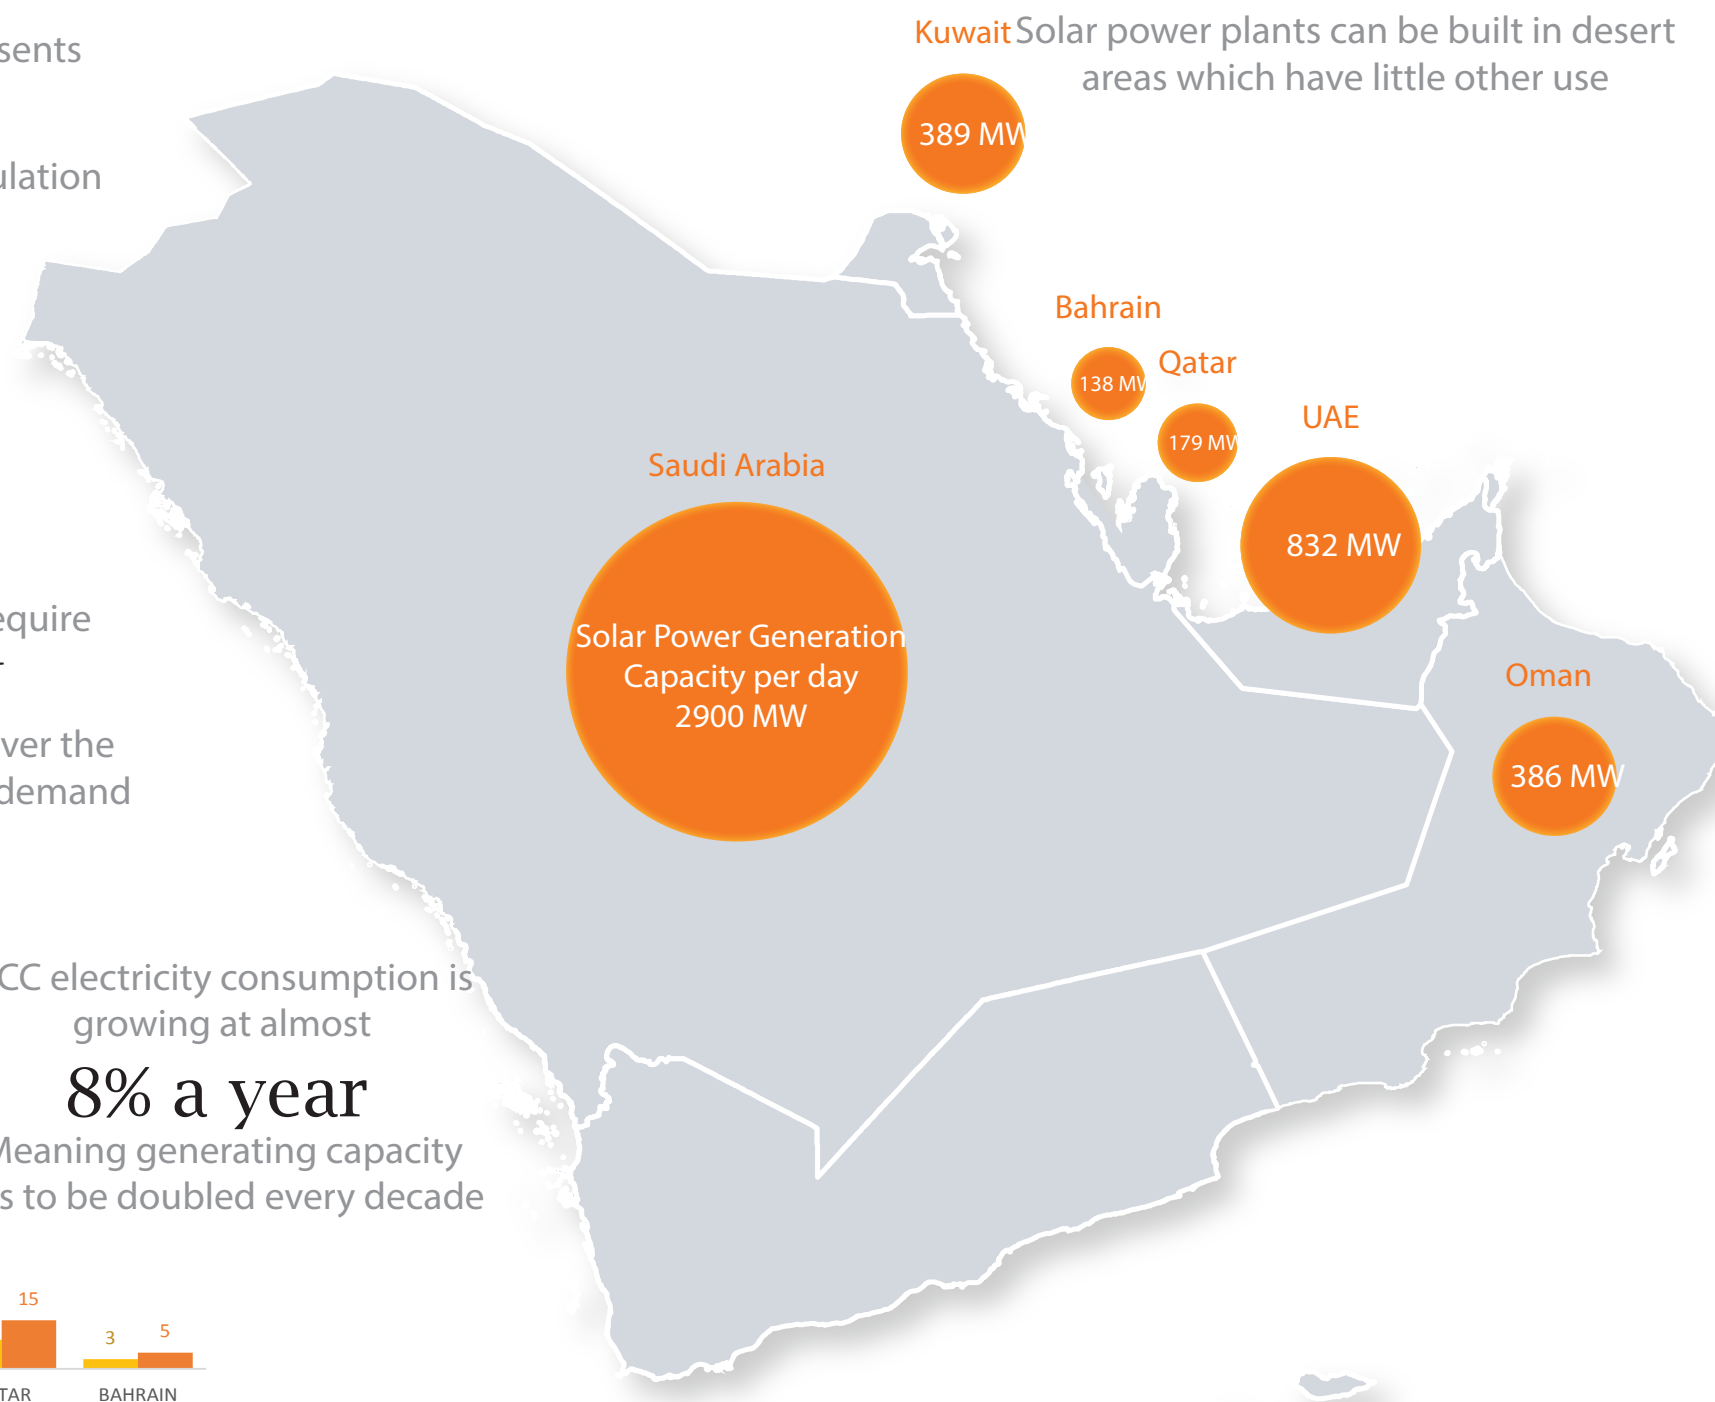 sents
ulation
Kuwait
Solar power plants can be built in desert
areas which have little other use
389 MW
Bahrain
138 MW
Qatar
179 MW
UAE
832 MW
Saudi Arabia
Solar Power Generation
Capacity per day
2900 MW
Oman
386 MW
equire
ver the
demand
CC electricity consumption is
growing at almost
8% a year
Meaning generating capacity
s to be doubled every decade
15
3
5
TAR
BAHRAIN